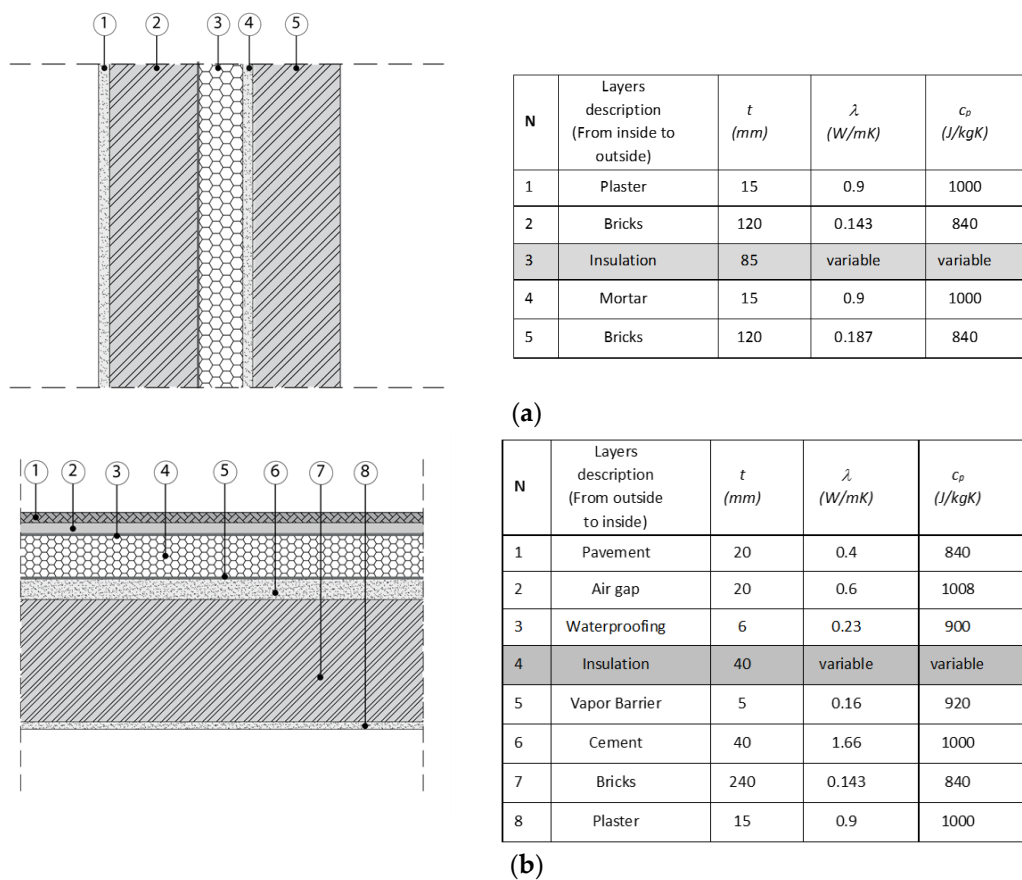 1 2 3 4 5
N Layers description (From inside to outside) t (mm) λ (W/mK) cp (J/kgK)
1 Plaster 15 0.9 1000
2 Bricks 120 0.143 840
3 Insulation 85 variable variable
4 Mortar 15 0.9 1000
5 Bricks 120 0.187 840
(a)
1 2 3 4 5 6 7 8
N Layers description (From outside to inside) t (mm) λ (W/mK) cp (J/kgK)
1 Pavement 20 0.4 840
2 Air gap 20 0.6 1008
3 Waterproofing 6 0.23 900
4 Insulation 40 variable variable
5 Vapor Barrier 5 0.16 920
6 Cement 40 1.66 1000
7 Bricks 240 0.143 840
8 Plaster 15 0.9 1000
(b)